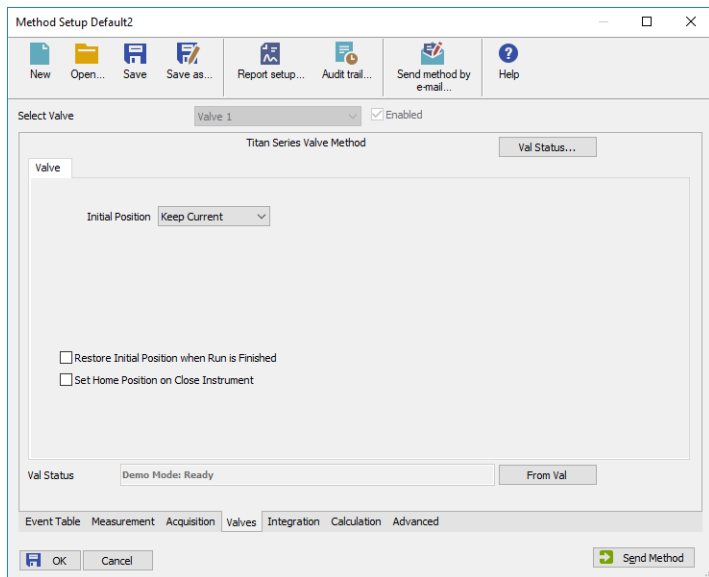 Method Setup Default2
New Open... Save Save as... Report setup... Audit trail... Send method by e-mail... Help
Select Valve Valve 1 Enabled
Titan Series Valve Method Val Status...
Valve
Initial Position Keep Current
Restore Initial Position when Run is Finished
Set Home Position on Close Instrument
Val Status Demo Mode: Ready From Val
Event Table Measurement Acquisition Valves Integration Calculation Advanced
OK Cancel Send Method